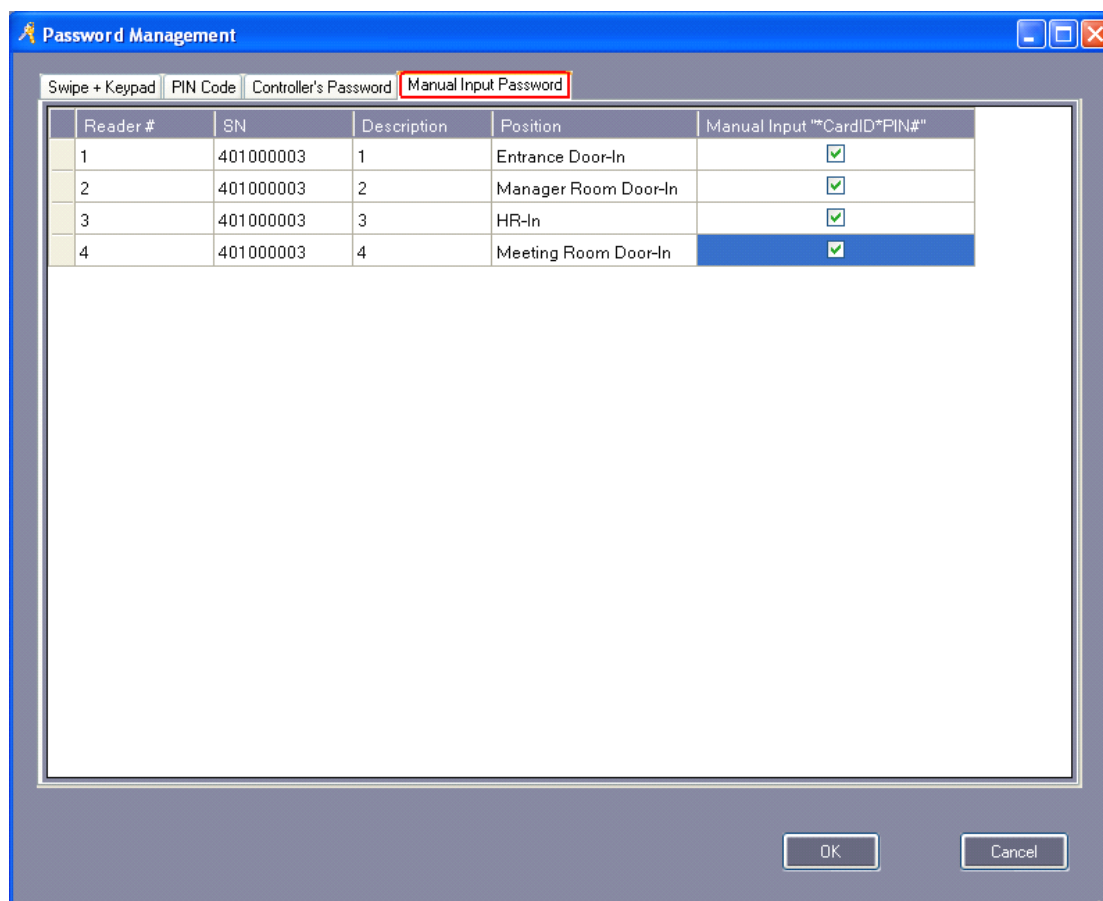 Password Management
Swipe + Keypad PIN Code Controller's Password Manual Input Password
Reader # SN Description Position Manual Input "*CardID*PIN#"
1 401000003 1 Entrance Door-In
2 401000003 2 Manager Room Door-In
3 401000003 3 HR-In
4 401000003 4 Meeting Room Door-In
OK Cancel